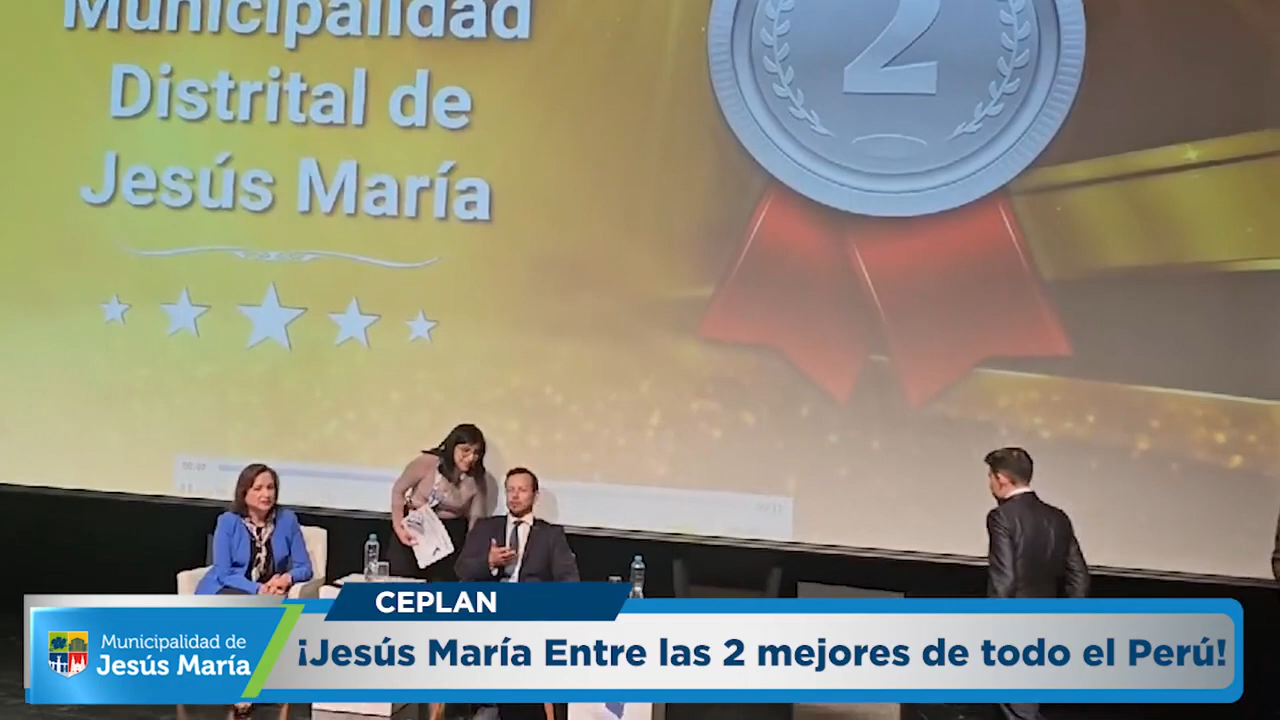 Municipalidad
Distrital de
Jesús María
2
CEPLAN
Municipalidad de
Jesús María
¡Jesús María Entre las 2 mejores de todo el Perú!